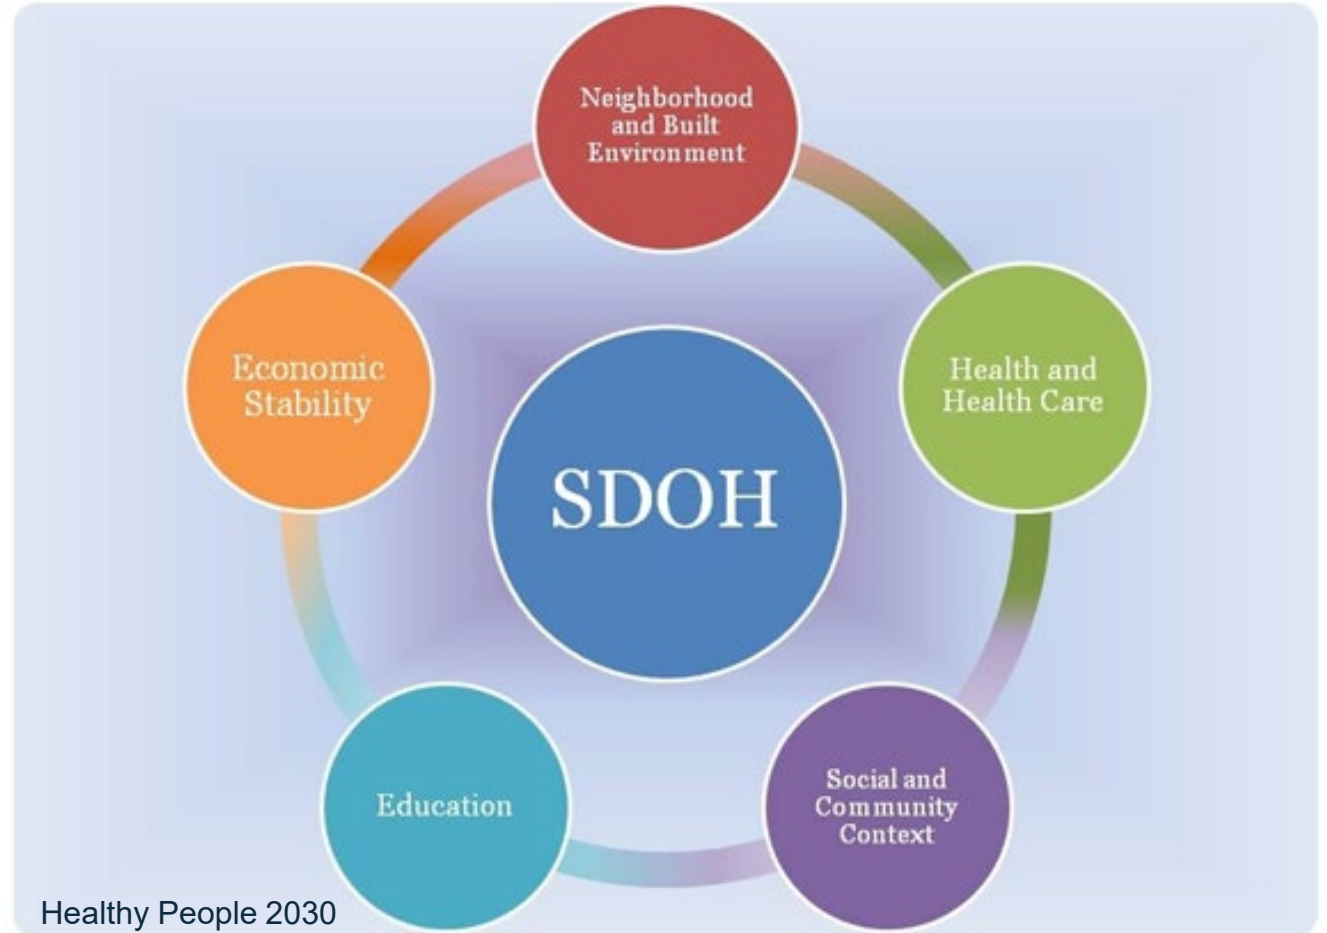 Neighborhood
and Built
Environment
Economic
Stability
Health and
Health Care
SDOH
Education
Social and
Community
Context
Healthy People 2030